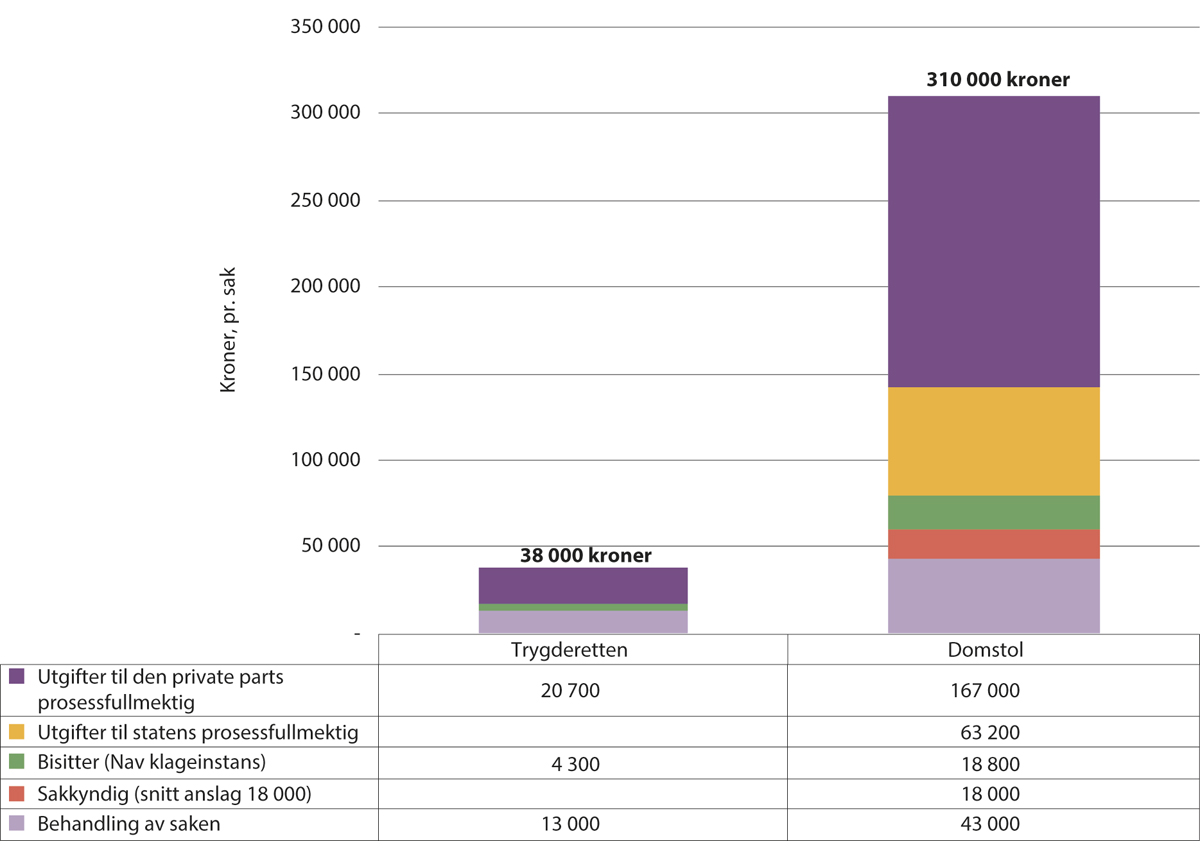 350 000
310 000 kroner
300 000
250 000
200 000
Kroner, pr. sak
150 000
100 000
50 000
38 000 kroner
-
Trygderetten Domstol
Utgifter til den private parts
prosessfullmektig 20 700 167 000
Utgifter til statens prosessfullmektig 63 200
Bisitter (Nav klageinstans) 4 300 18 800
Sakkyndig (snitt anslag 18 000) 18 000
Behandling av saken 13 000 43 000